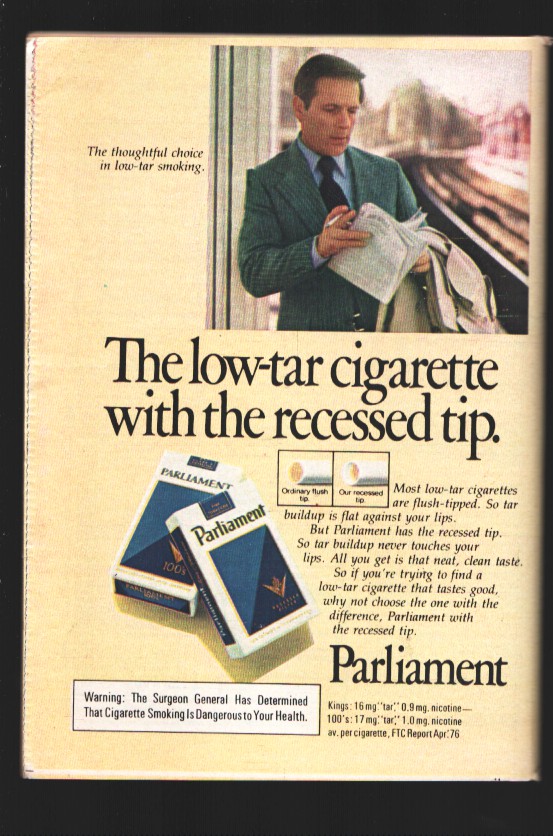 The thoughtful choice
in low-tar smoking.
The low-tar cigarette
with the recessed tip.
PARLIAMENT
100's
Parliament
Ordinary flush
tip.
Our recessed
tip.
Most low-tar cigarettes
are flush-tipped. So tar
buildup is flat against your lips.
But Parliament has the recessed tip.
So tar buildup never touches your
lips. All you get is that neat, clean taste.
So if you're trying to find a
low-tar cigarette that tastes good,
why not choose the one with the
difference, Parliament with
the recessed tip.
Parliament
Warning: The Surgeon General Has Determined
That Cigarette Smoking Is Dangerous to Your Health.
Kings: 16 mg. "tar," 0.9 mg. nicotine—
100's: 17 mg. "tar," 1.0 mg. nicotine
av. per cigarette, FTC Report Apr. '76